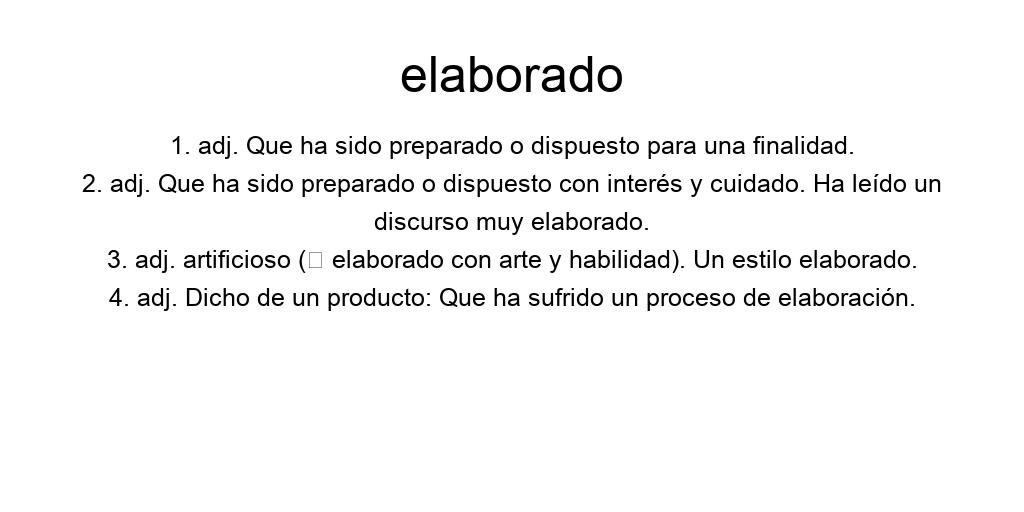 elaborado
1. adj. Que ha sido preparado o dispuesto para una finalidad.
2. adj. Que ha sido preparado o dispuesto con interés y cuidado. Ha leído un
discurso muy elaborado.
3. adj. artificioso (□ elaborado con arte y habilidad). Un estilo elaborado.
4. adj. Dicho de un producto: Que ha sufrido un proceso de elaboración.